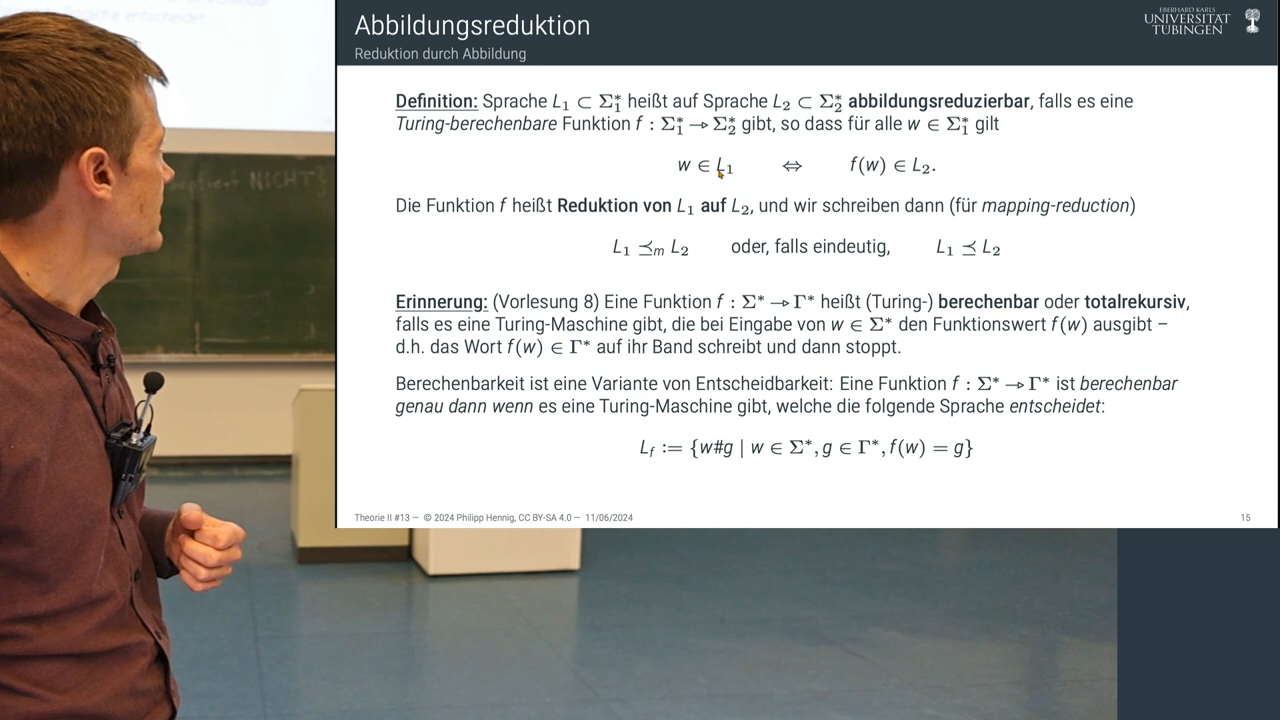 Abbildungsreduktion
Reduktion durch Abbildung
EBERHARD KARLS
UNIVERSITÄT
TÜBINGEN
Definition: Sprache L₁ ⊂ Σ₁* heißt auf Sprache L₂ ⊂ Σ₂* abbildungsreduzierbar, falls es eine
Turing-berechenbare Funktion f : Σ₁* → Σ₂* gibt, so dass für alle w ∈ Σ₁* gilt
w ∈ L₁ ⇔ f(w) ∈ L₂.
Die Funktion f heißt Reduktion von L₁ auf L₂, und wir schreiben dann (für mapping-reduction)
L₁ ⪯ₘ L₂ oder, falls eindeutig, L₁ ⪯ L₂
Erinnerung: (Vorlesung 8) Eine Funktion f : Σ* → Γ* heißt (Turing-) berechenbar oder totalrekursiv,
falls es eine Turing-Maschine gibt, die bei Eingabe von w ∈ Σ* den Funktionswert f(w) ausgibt –
d.h. das Wort f(w) ∈ Γ* auf ihr Band schreibt und dann stoppt.
Berechenbarkeit ist eine Variante von Entscheidbarkeit: Eine Funktion f : Σ* → Γ* ist berechenbar
genau dann wenn es eine Turing-Maschine gibt, welche die folgende Sprache entscheidet:
L_f := {w#g | w ∈ Σ*, g ∈ Γ*, f(w) = g}
Theorie II #13 – © 2024 Philipp Hennig, CC BY-SA 4.0 – 11/06/2024
15
NICHT!